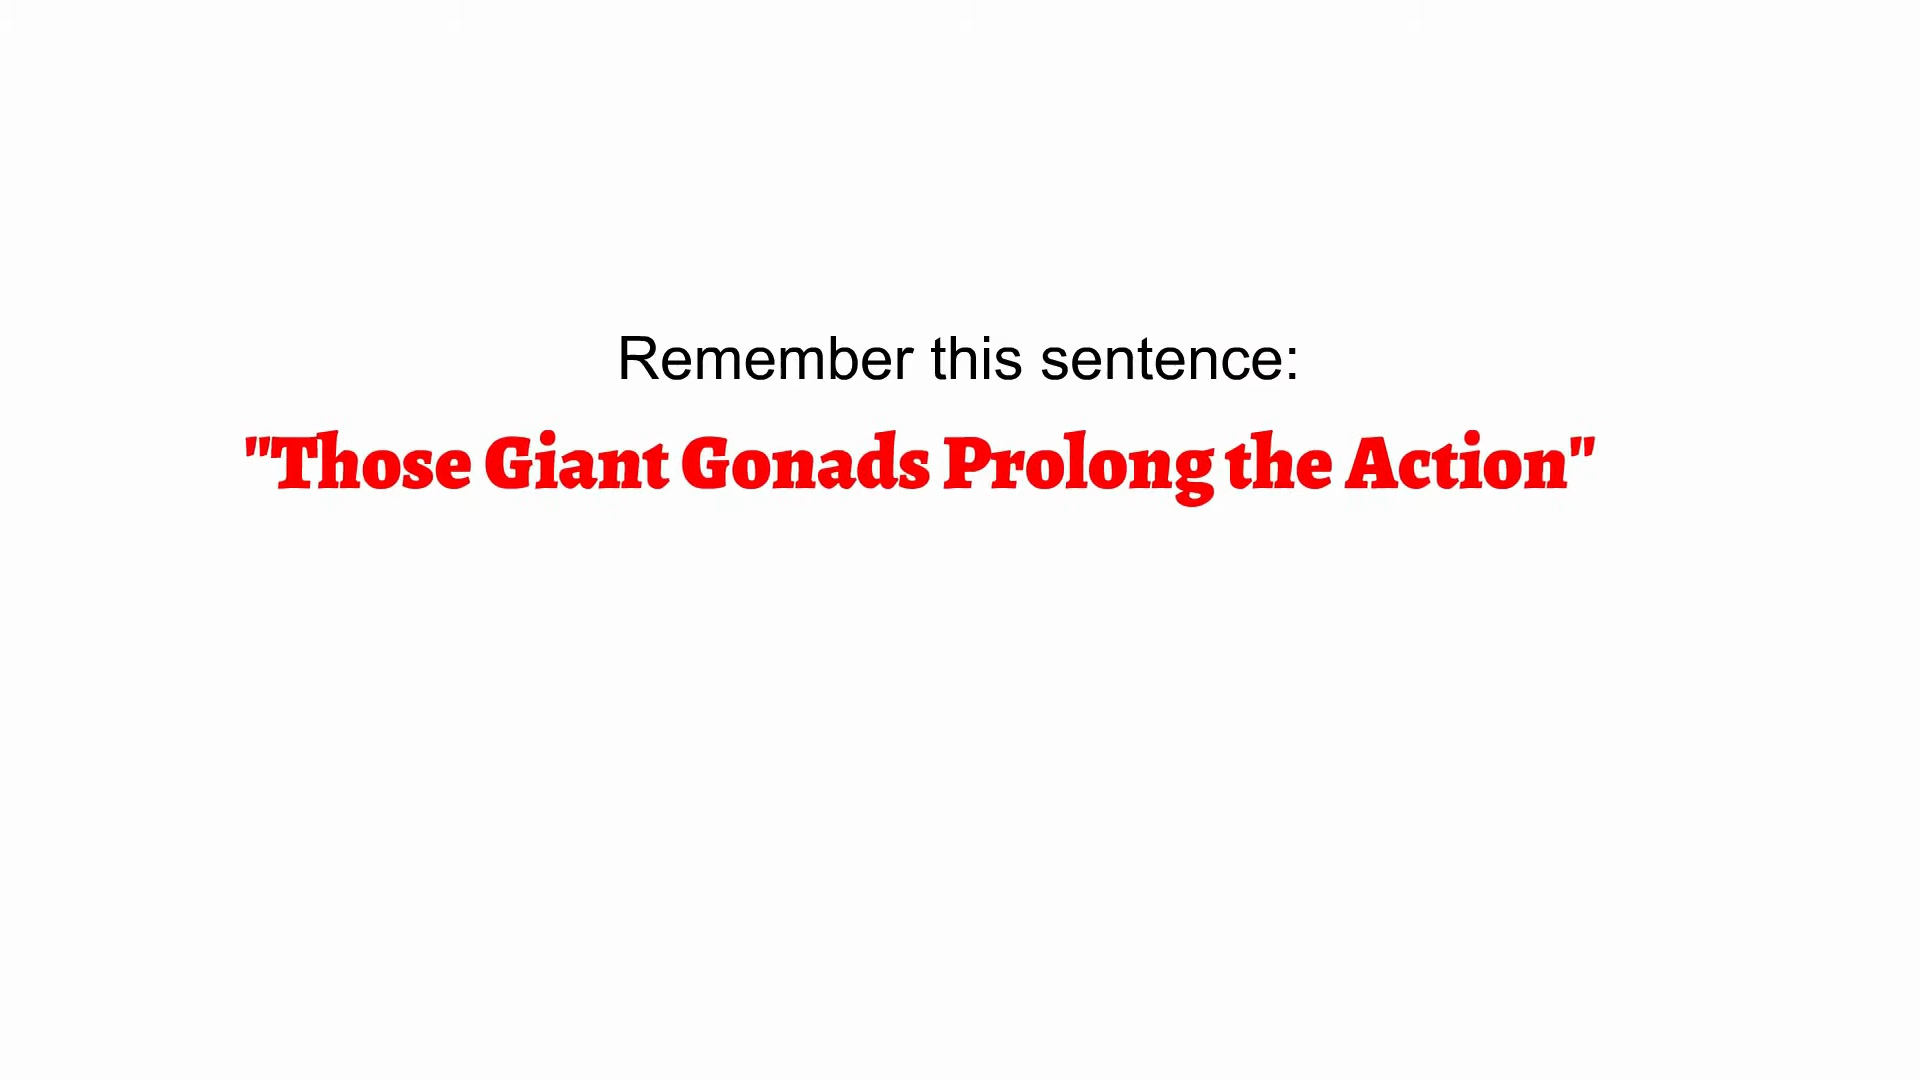 Remember this sentence:
"Those Giant Gonads Prolong the Action"